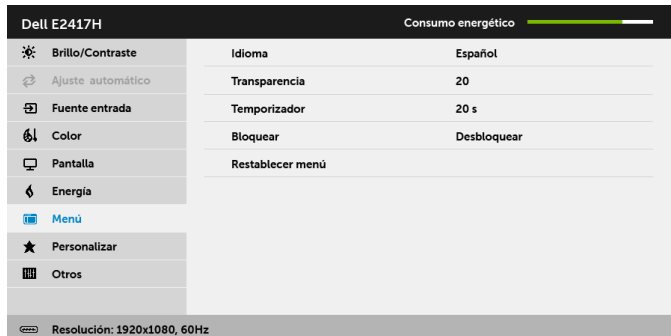 Dell E2417H
Consumo energético
Brillo/Contraste
Idioma Español
Ajuste automático
Transparencia 20
Fuente entrada
Temporizador 20 s
Color
Bloquear Desbloquear
Pantalla
Restablecer menú
Energía
Menú
Personalizar
Otros
Resolución: 1920x1080, 60Hz